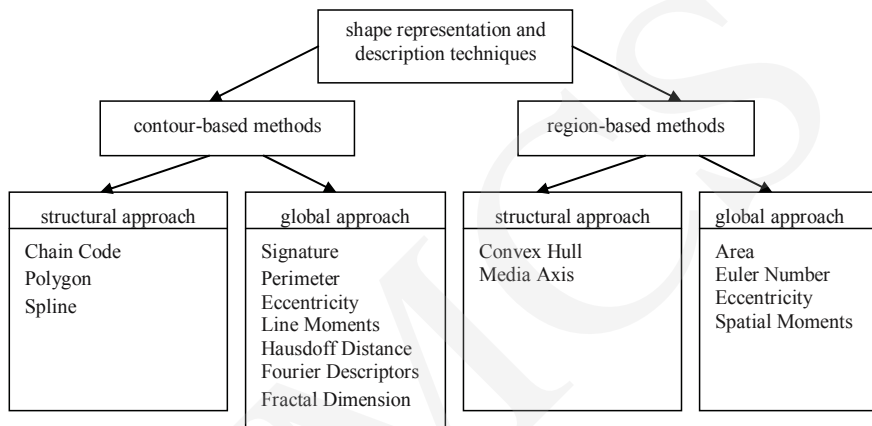 shape representation and
description techniques
contour-based methods
region-based methods
structural approach
Chain Code
Polygon
Spline
global approach
Signature
Perimeter
Eccentricity
Line Moments
Hausdoff Distance
Fourier Descriptors
Fractal Dimension
structural approach
Convex Hull
Media Axis
global approach
Area
Euler Number
Eccentricity
Spatial Moments